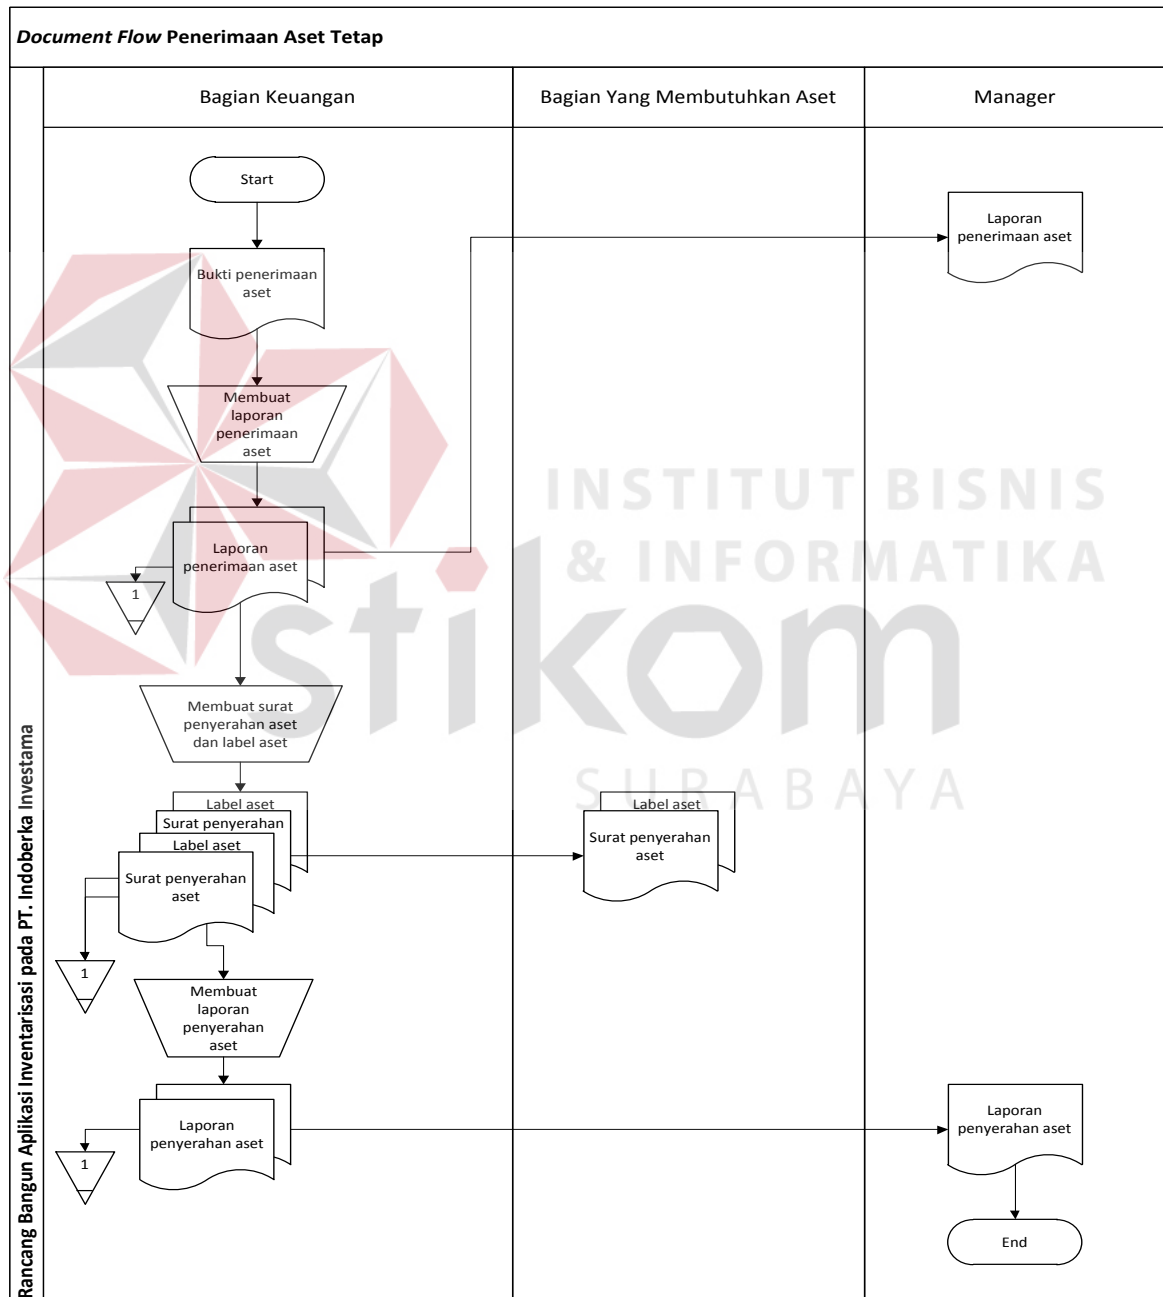 Document Flow Penerimaan Aset Tetap
Rancang Bangun Aplikasi Inventarisasi pada PT. Indoberka Investama
Bagian Keuangan
Bagian Yang Membutuhkan Aset
Manager
Start
Laporan
penerimaan aset
Bukti penerimaan
aset
Membuat
laporan
penerimaan
aset
Laporan
penerimaan aset
1
Membuat surat
penyerahan aset
dan label aset
Label aset
Surat penyerahan
Label aset
Surat penyerahan
aset
Label aset
Surat penyerahan
aset
1
Membuat
laporan
penyerahan
aset
Laporan
penyerahan aset
1
Laporan
penyerahan aset
End
INSTITUT BISNIS
& INFORMATIKA
stikom
SURABAYA